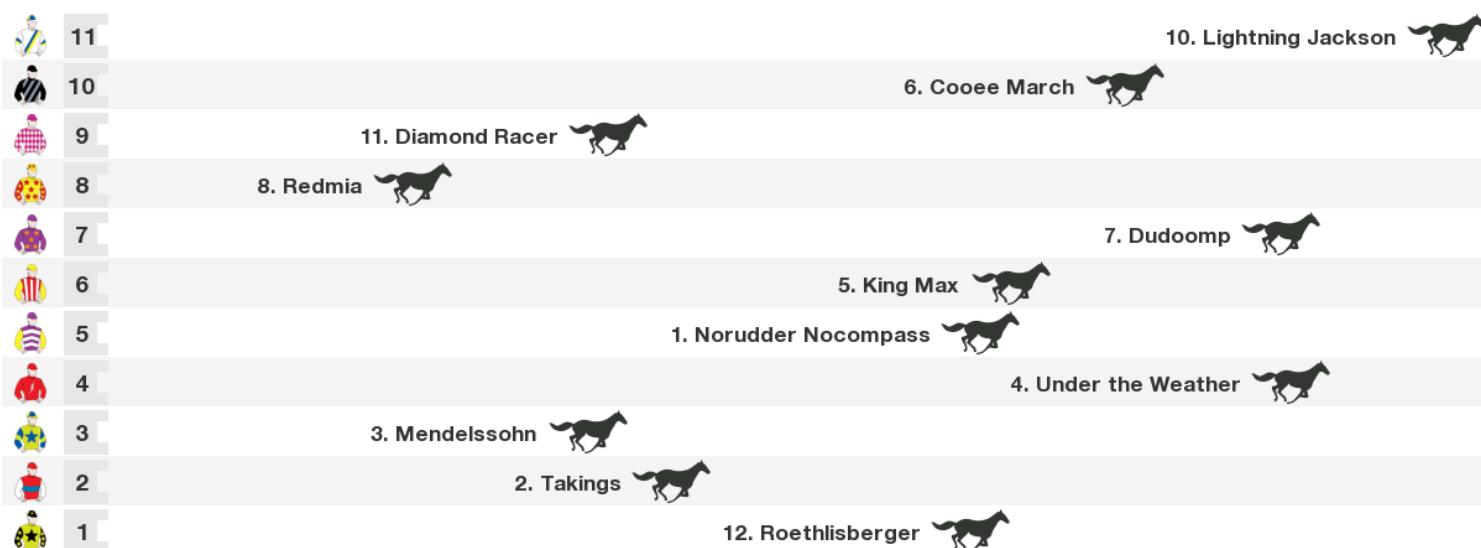 11 10. Lightning Jackson
10 6. Cooee March
9 11. Diamond Racer
8 8. Redmia
7 7. Dudoomp
6 5. King Max
5 1. Norudder Nocompass
4 4. Under the Weather
3 3. Mendelssohn
2 2. Takings
1 12. Roethlisberger